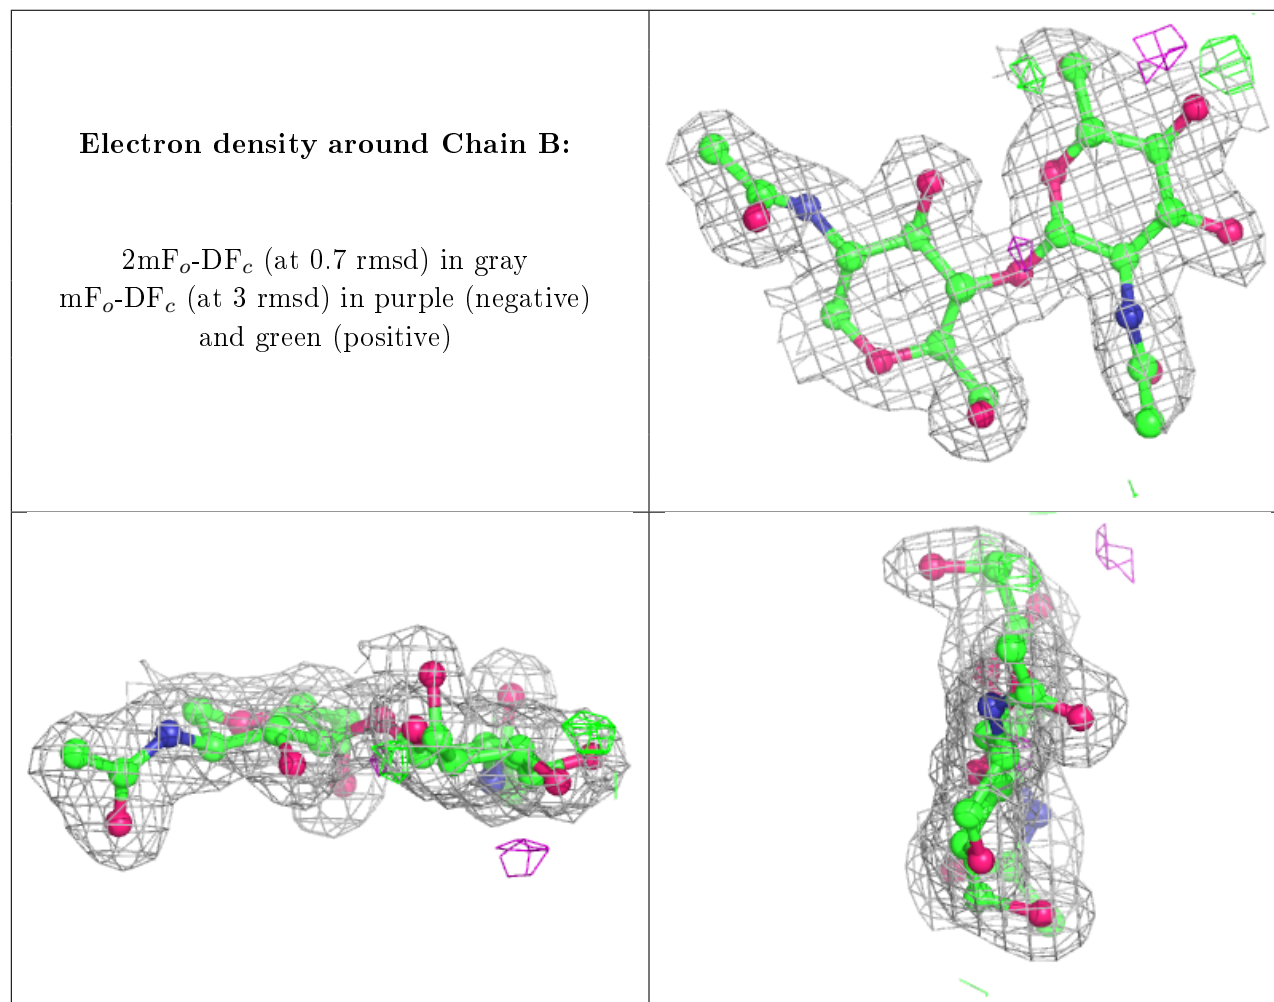 Electron density around Chain B:
2mFₒ-DF𝑐 (at 0.7 rmsd) in gray
mFₒ-DF𝑐 (at 3 rmsd) in purple (negative)
and green (positive)